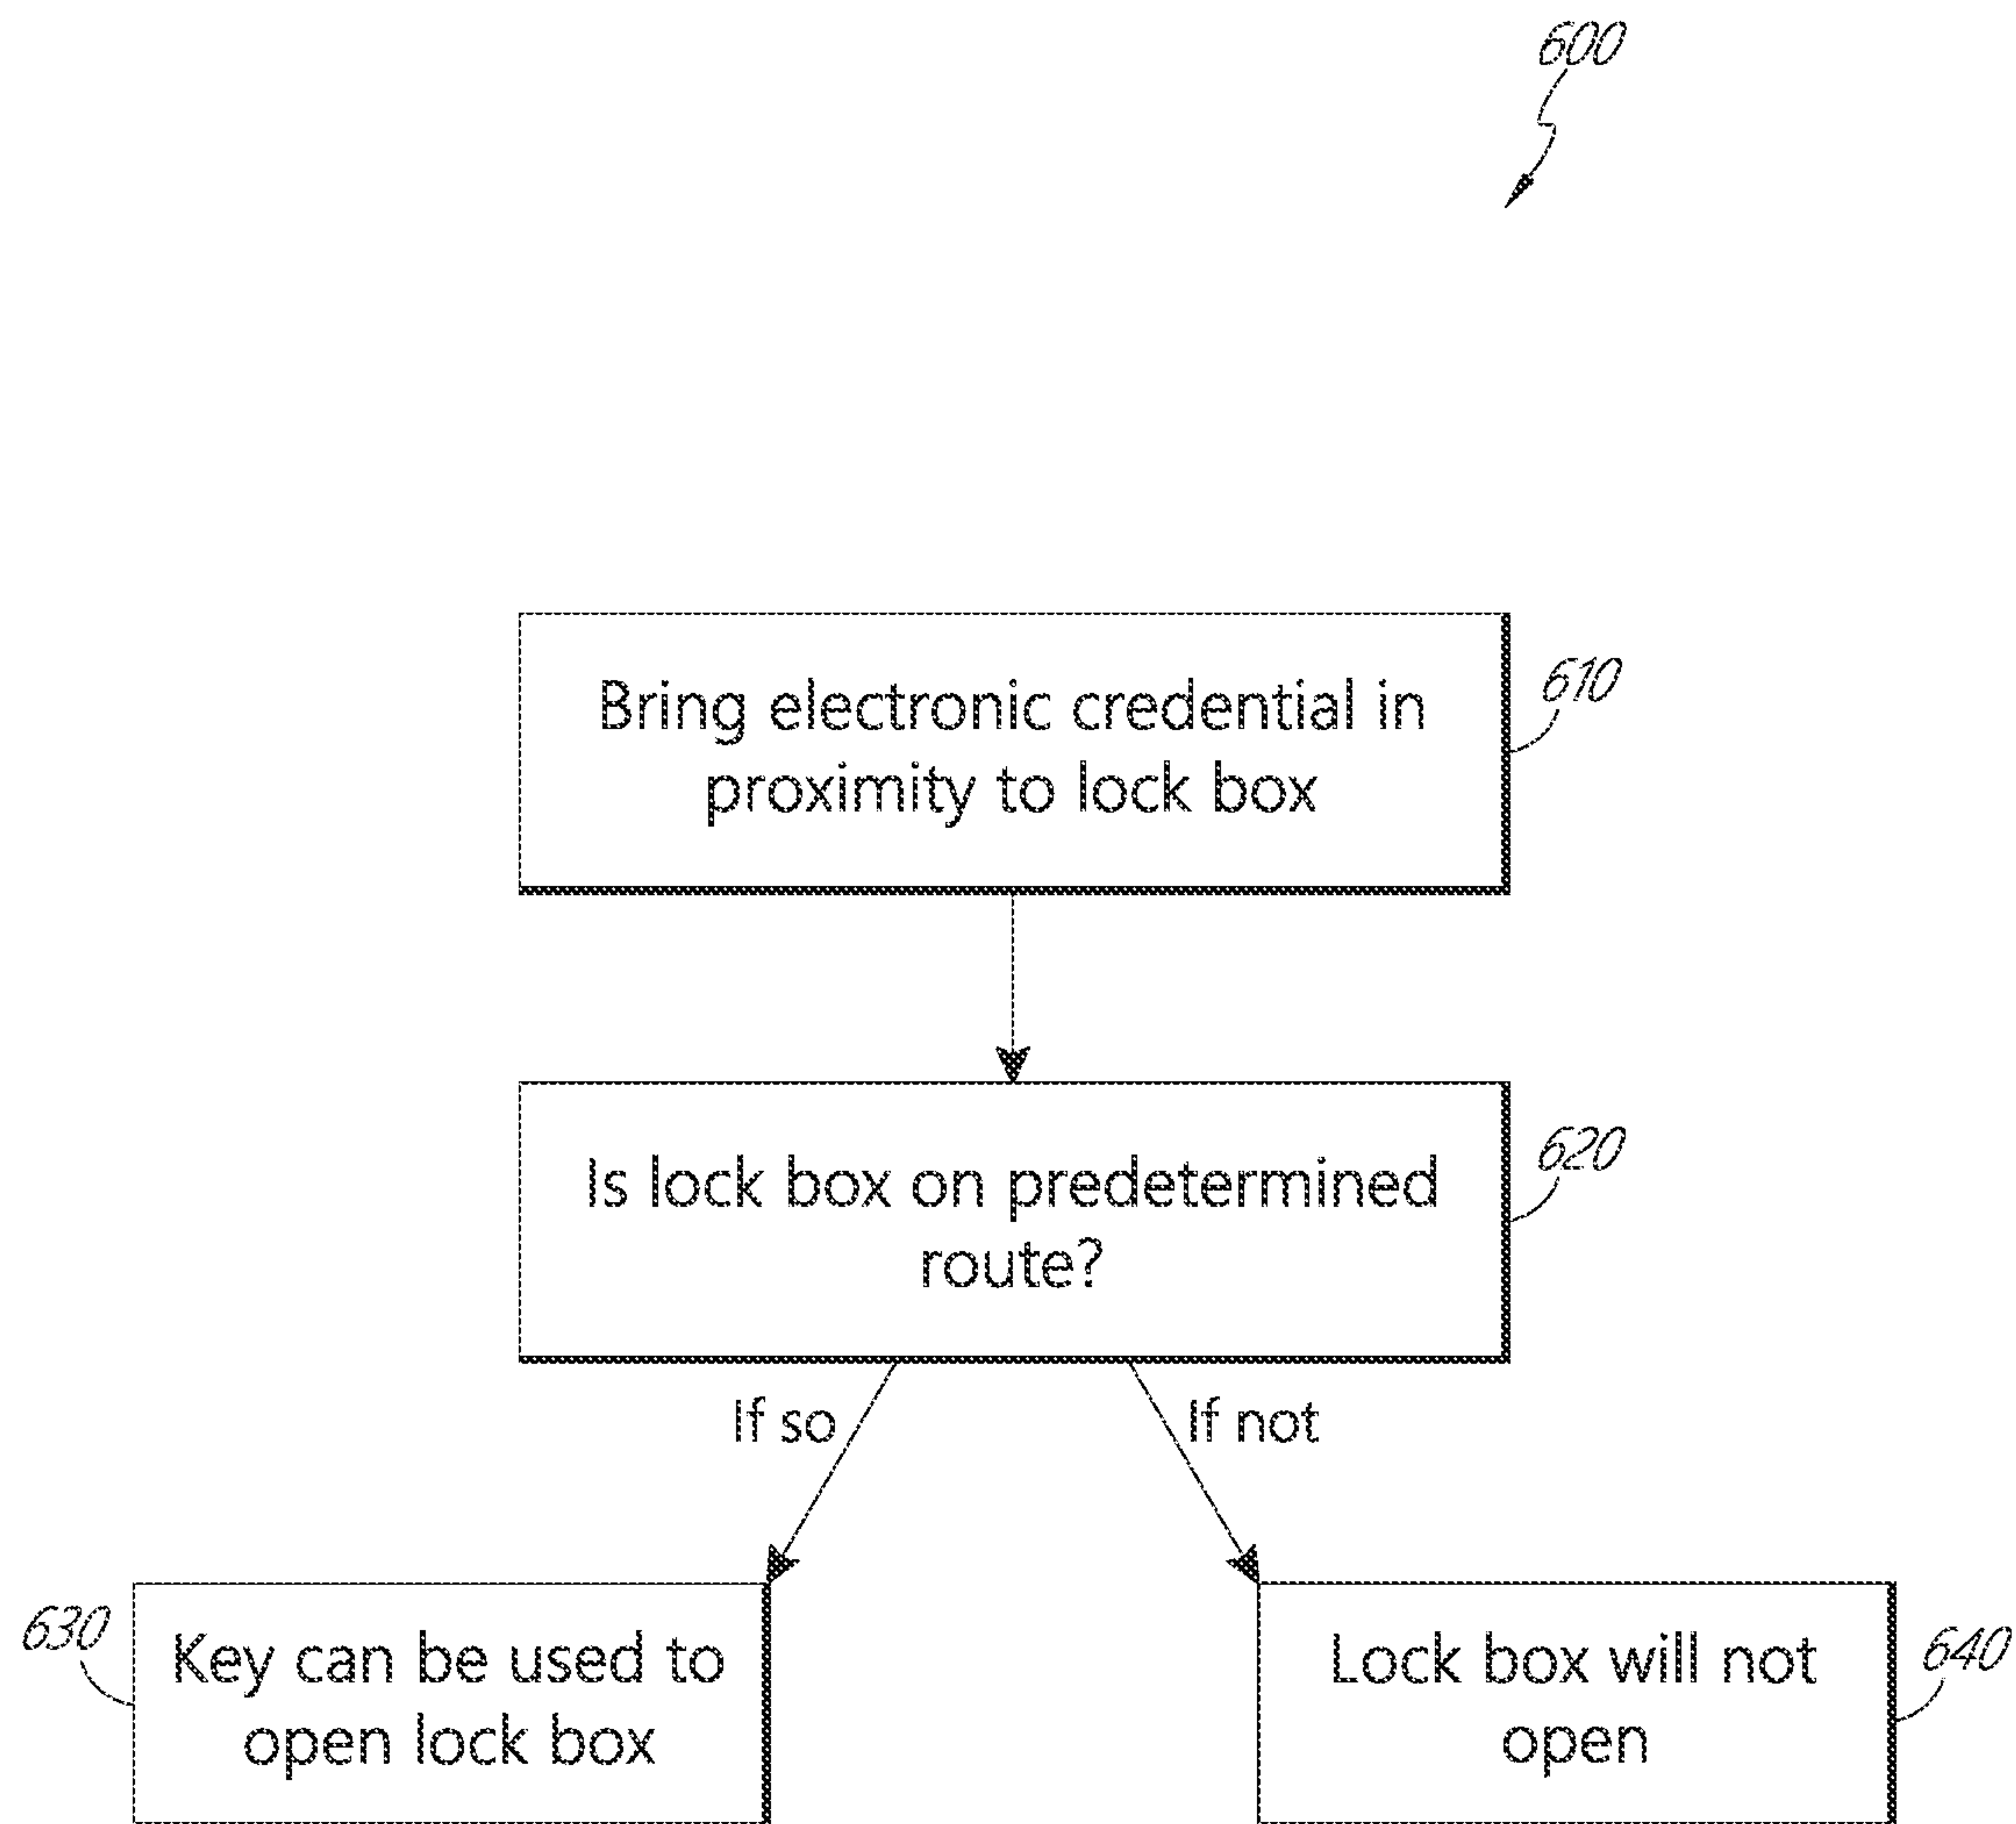 600
Bring electronic credential in
proximity to lock box
610
Is lock box on predetermined
route?
620
If so
If not
630
Key can be used to
open lock box
Lock box will not
open
640